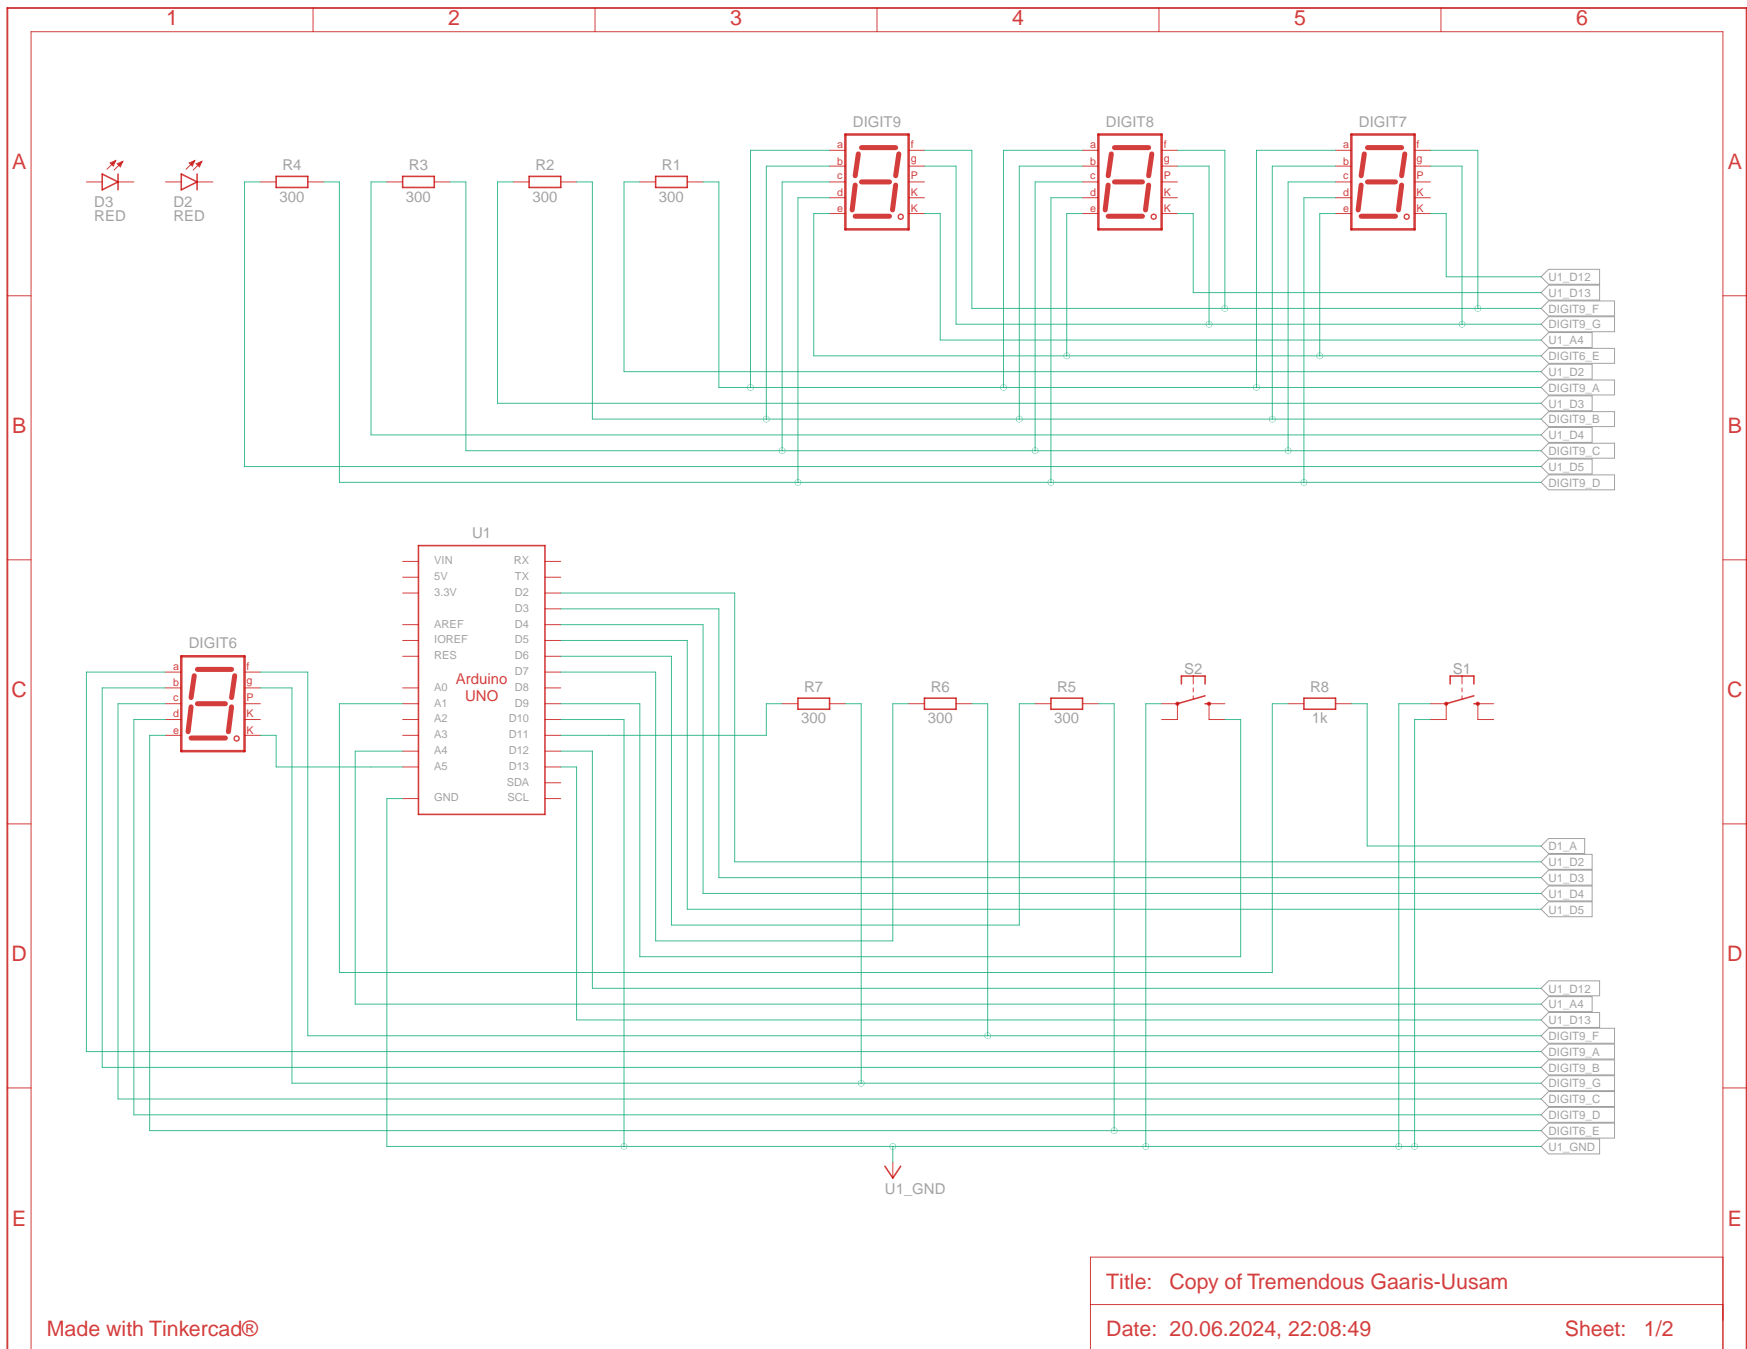 1 2 3 4 5 6
A A
DIGIT9 DIGIT8 DIGIT7
R4 R3 R2 R1
300 300 300 300
D3 D2
RED RED
a b c d e f g P K K
a b c d e f g P K K
a b c d e f g P K K
U1_D12
U1_D13
DIGIT9_F
DIGIT9_G
U1_A4
DIGIT6_E
U1_D2
DIGIT9_A
U1_D3
DIGIT9_B
U1_D4
DIGIT9_C
U1_D5
DIGIT9_D
B B
U1
VIN RX
5V TX
3.3V D2
D3
AREF D4
IOREF D5
RES D6
D7
A0 D8
A1 D9
A2 D10
A3 D11
A4 D12
A5 D13
SDA
GND SCL
Arduino
UNO
DIGIT6
a b c d e f g P K K
C C
R7 R6 R5 S2 R8 S1
300 300 300 1k
D1_A
U1_D2
U1_D3
U1_D4
U1_D5
D D
U1_D12
U1_A4
U1_D13
DIGIT9_F
DIGIT9_A
DIGIT9_B
DIGIT9_G
DIGIT9_C
DIGIT9_D
DIGIT6_E
U1_GND
U1_GND
E E
Title: Copy of Tremendous Gaaris-Uusam
Made with Tinkercad®
Date: 20.06.2024, 22:08:49 Sheet: 1/2